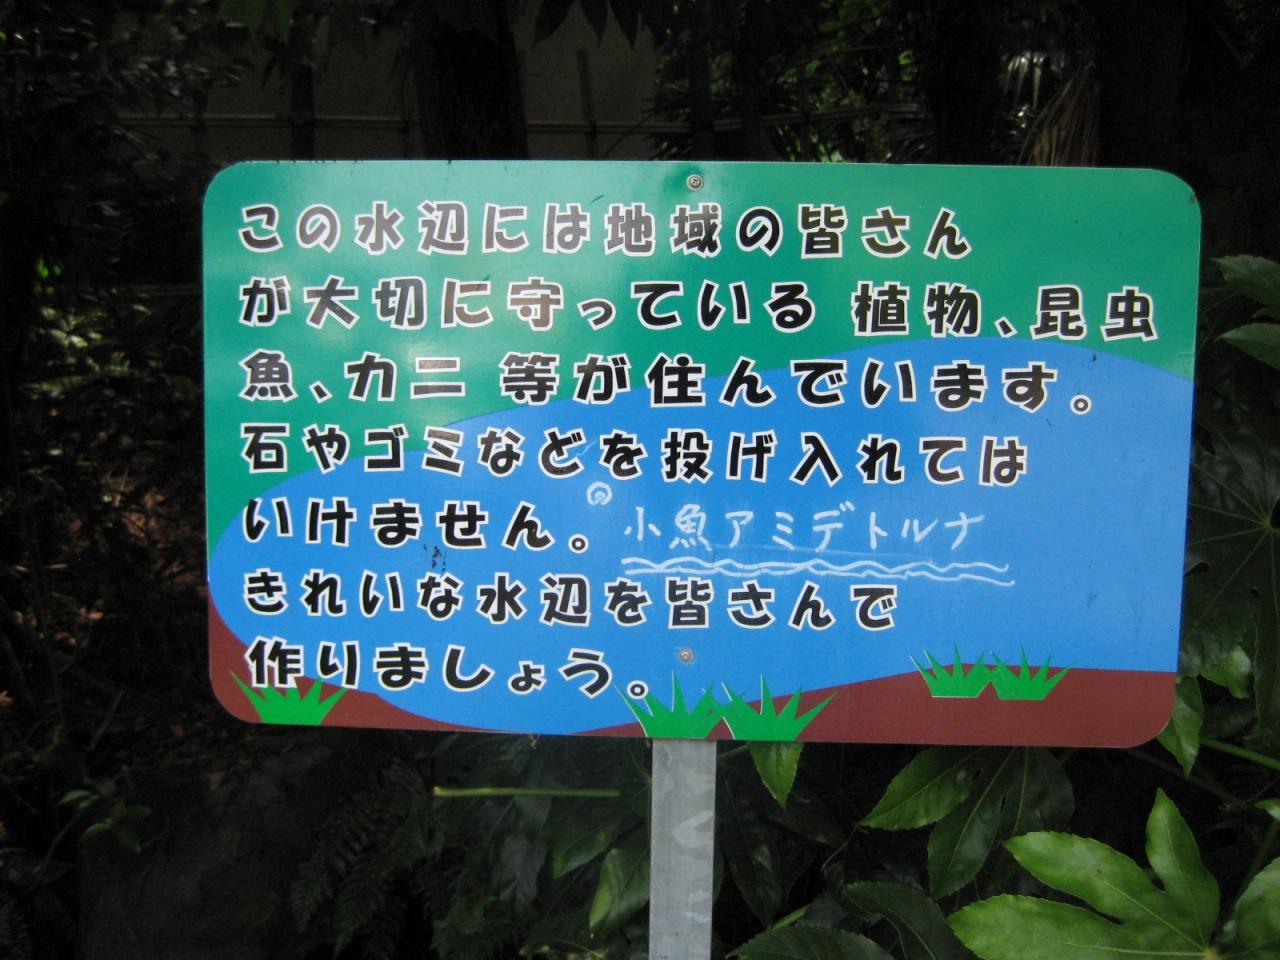 この水辺には地域の皆さん
が大切に守っている 植物、昆虫
魚、カニ 等が住んでいます。
石やゴミなどを投げ入れては
いけません。
◎小魚アミデトルナ
きれいな水辺を皆さんで
作りましょう。